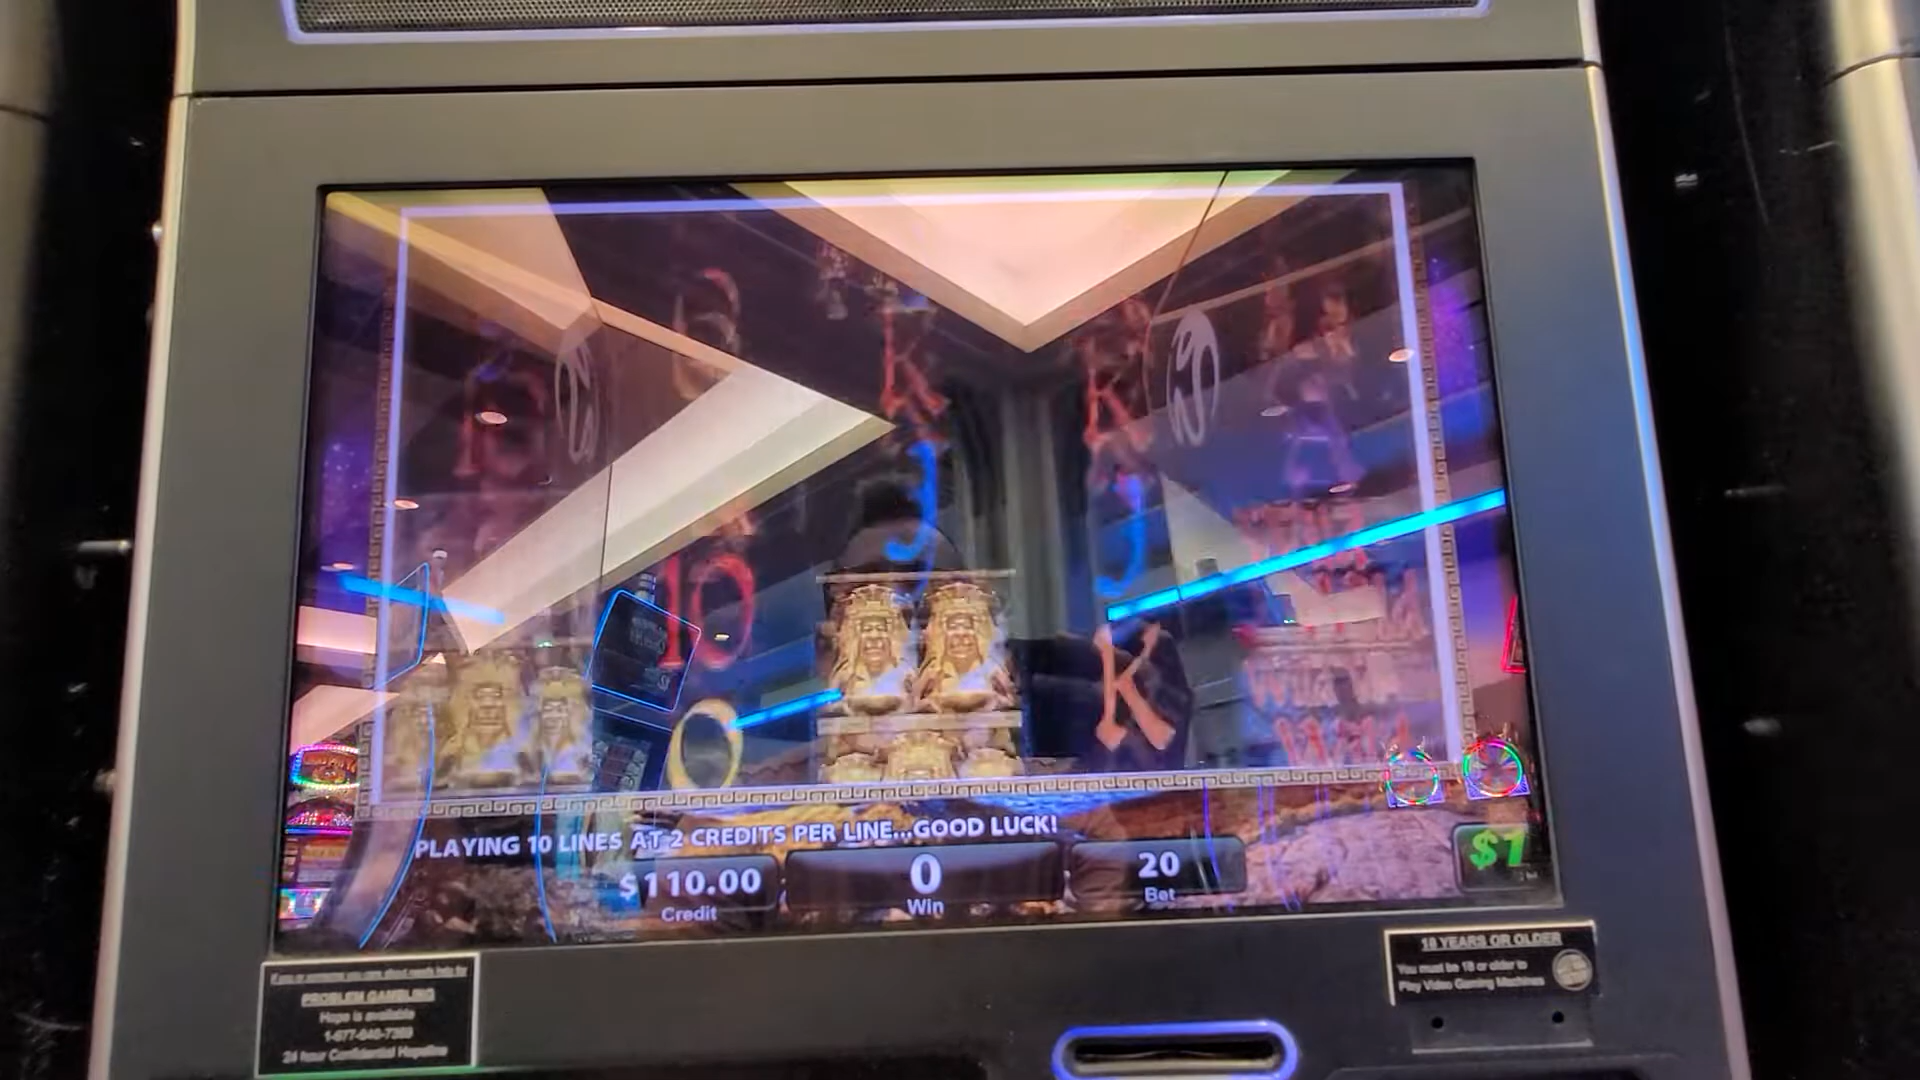 K
K
J
J
10
K
Wild
PLAYING 10 LINES AT 2 CREDITS PER LINE...GOOD LUCK!
$110.00
0
20
$1
Credit
Win
Bet
PROBLEM GAMBLING
Hope is available
24 hour Confidential Hopeline
18 YEARS OR OLDER
You must be 18 or older to
Play Video Gaming Machines